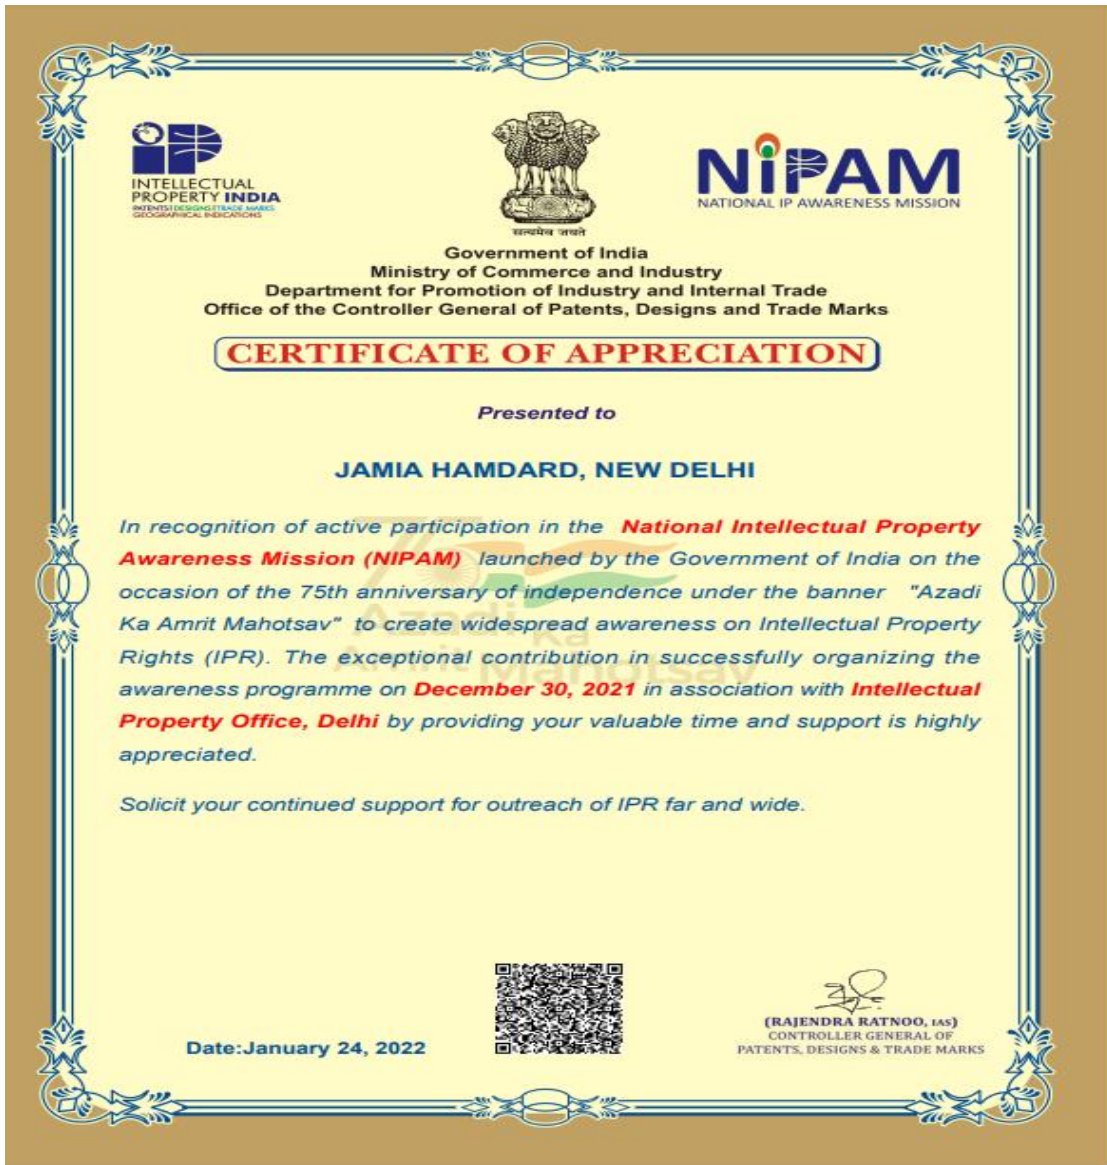 iP
INTELLECTUAL
PROPERTY INDIA
PATENTS | DESIGNS | TRADE MARKS
GEOGRAPHICAL INDICATIONS
सत्यमेव जयते
NiPAM
NATIONAL IP AWARENESS MISSION
Government of India
Ministry of Commerce and Industry
Department for Promotion of Industry and Internal Trade
Office of the Controller General of Patents, Designs and Trade Marks
CERTIFICATE OF APPRECIATION
Presented to
JAMIA HAMDARD, NEW DELHI
In recognition of active participation in the National Intellectual Property
Awareness Mission (NIPAM) launched by the Government of India on the
occasion of the 75th anniversary of independence under the banner "Azadi
Ka Amrit Mahotsav" to create widespread awareness on Intellectual Property
Rights (IPR). The exceptional contribution in successfully organizing the
awareness programme on December 30, 2021 in association with Intellectual
Property Office, Delhi by providing your valuable time and support is highly
appreciated.
75
Azadi Ka
Amrit Mahotsav
Solicit your continued support for outreach of IPR far and wide.
Date:January 24, 2022
(RAJENDRA RATNOO, IAS)
CONTROLLER GENERAL OF
PATENTS, DESIGNS & TRADE MARKS